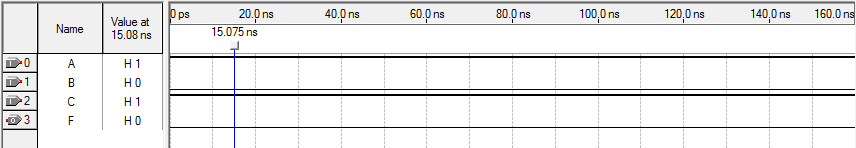 Name
Value at
15.08 ns
0 ps 20.0 ns 40.0 ns 60.0 ns 80.0 ns 100.0 ns 120.0 ns 140.0 ns 160.0 ns
15.075 ns
0 A H 1
1 B H 0
2 C H 1
3 F H 0